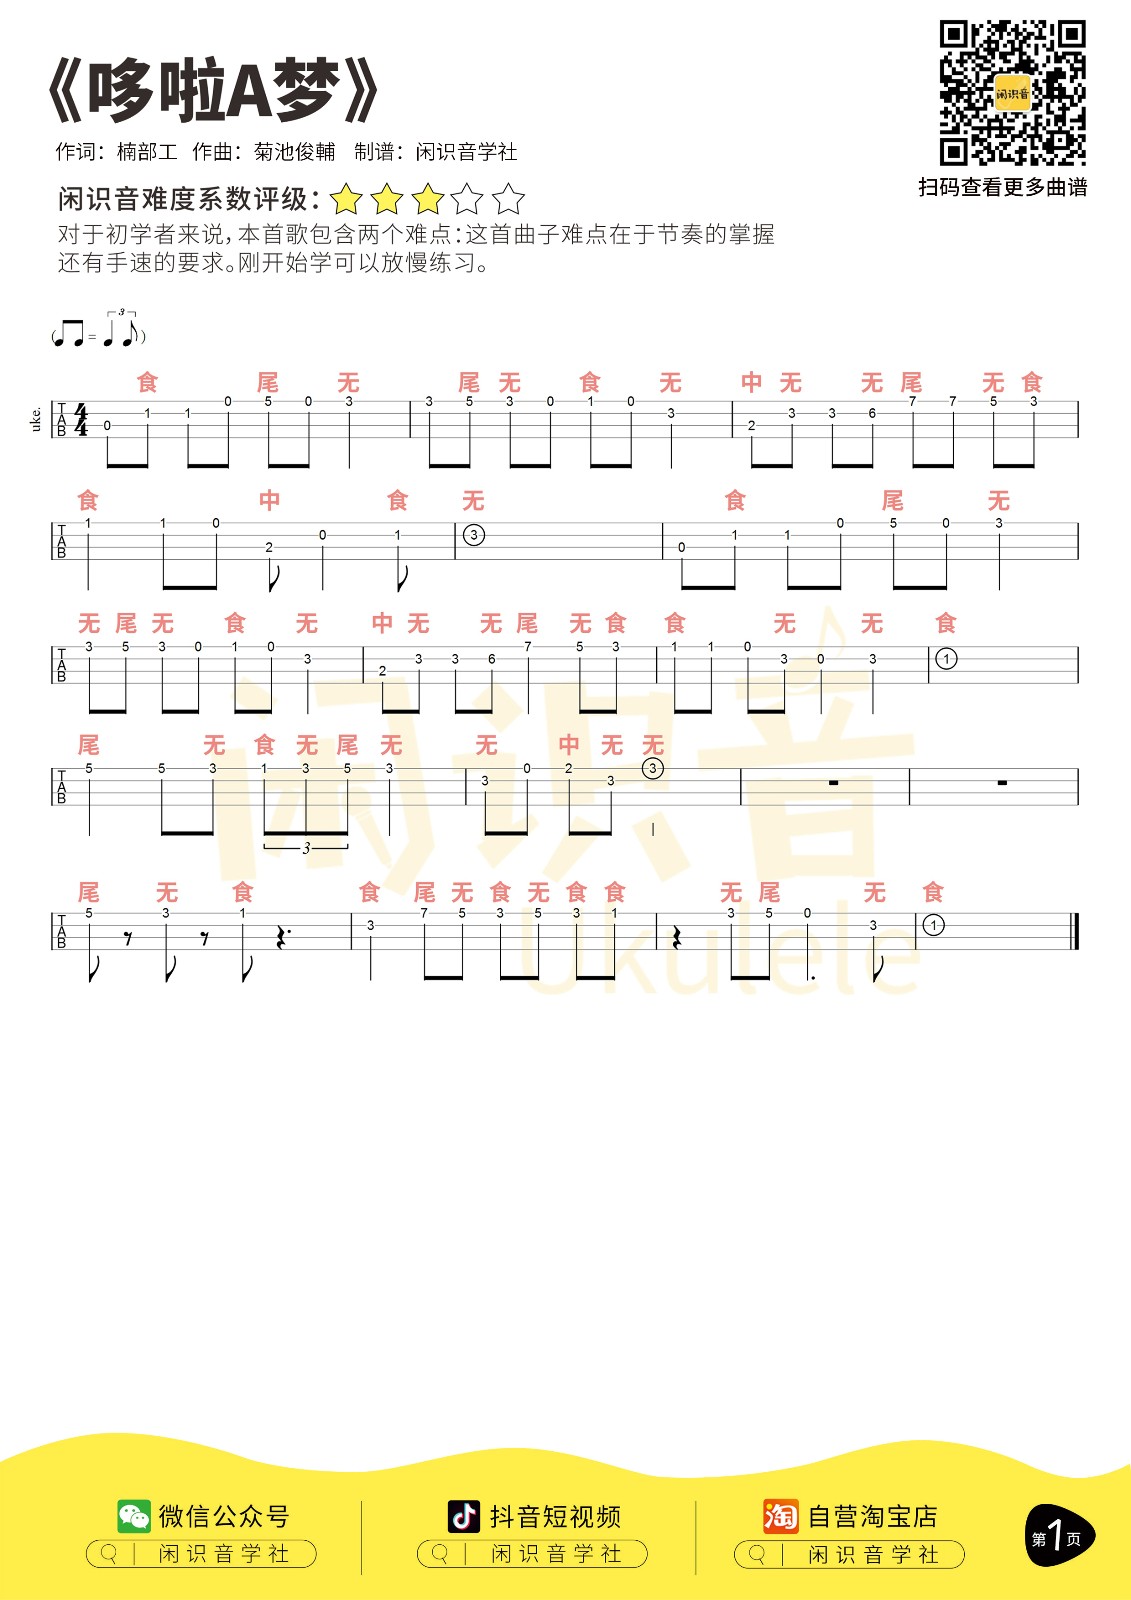 《哆啦A梦》
闲识音
作词：楠部工 作曲：菊池俊輔 制谱：闲识音学社
扫码查看更多曲谱
闲识音难度系数评级：
对于初学者来说，本首歌包含两个难点：这首曲子难点在于节奏的掌握
还有手速的要求。刚开始学可以放慢练习。
3
( = )
食 尾 无 尾 无 食 无 中 无 无 尾 无 食
uke. TAB 4/4 0 1 1 0 5 0 3 3 5 3 0 1 0 3 2 3 3 6 7 7 5 3
食 中 食 无 食 尾 无
TAB 1 1 0 2 0 1 3 0 1 1 0 5 0 3
无 尾 无 食 无 中 无 无 尾 无 食 食 无 无 食
TAB 3 5 3 0 1 0 3 2 3 3 6 7 5 3 1 1 0 3 0 3 1
尾 无 食 无 尾 无 无 中 无 无
TAB 5 5 3 1 3 5 3 3 0 2 3 3
3
尾 无 食 食 尾 无 食 无 食 食 无 尾 无 食
TAB 5 3 1 3 7 5 3 5 3 1 3 5 0 3 1
闲识音
Ukulele
微信公众号 抖音短视频 淘 自营淘宝店
闲识音学社 闲识音学社 闲识音学社
第1页